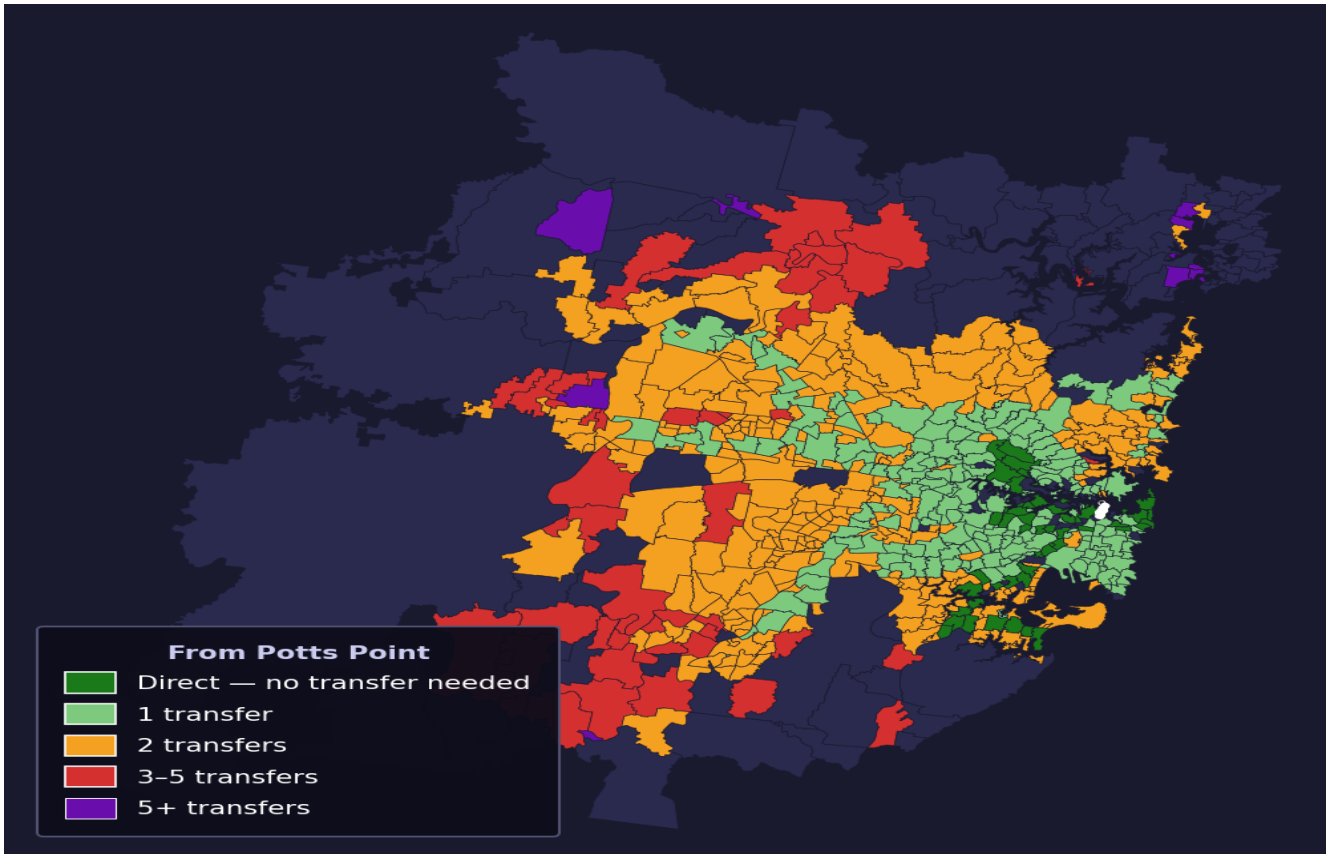 From Potts Point
Direct — no transfer needed
1 transfer
2 transfers
3–5 transfers
5+ transfers